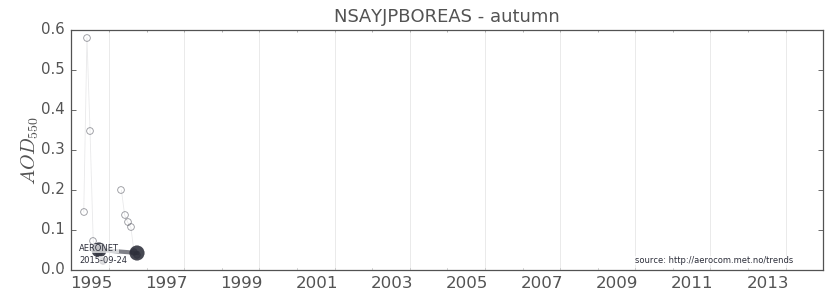 NSAYJPBOREAS - autumn
0.6
0.5
0.4
0.3
0.2
0.1
0.0
AOD550
AERONET
2015-09-24
source: http://aerocom.met.no/trends
1995 1997 1999 2001 2003 2005 2007 2009 2011 2013